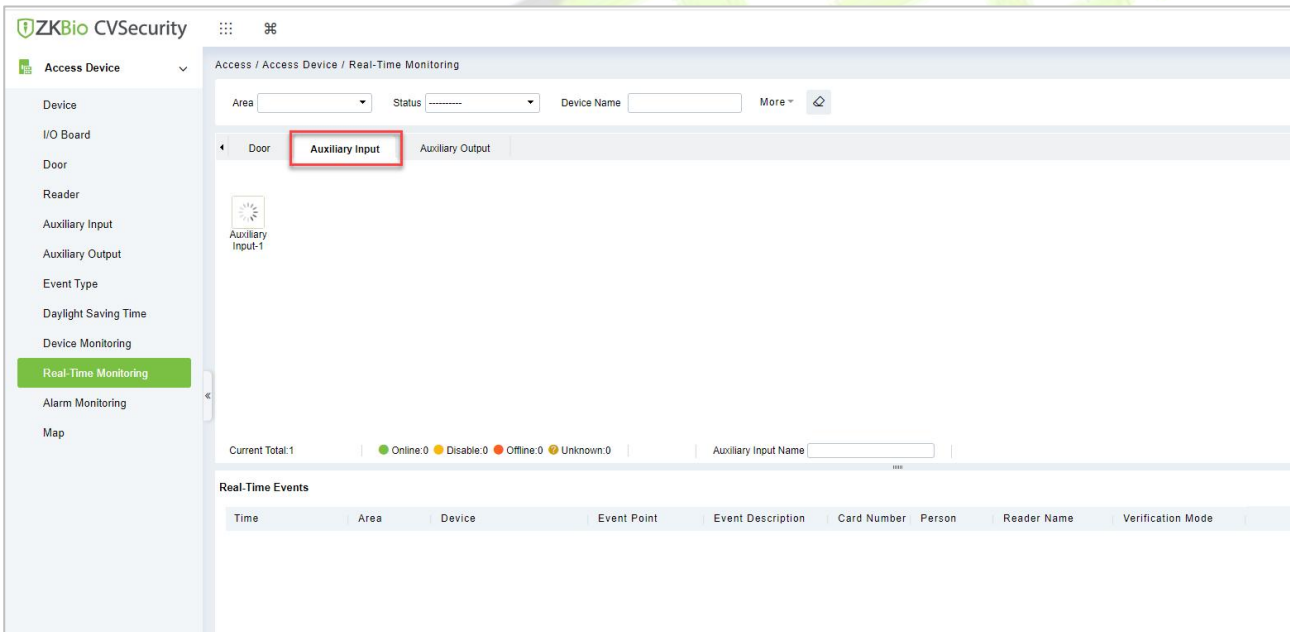 ZKBio CVSecurity
Access Device
Access / Access Device / Real-Time Monitoring
Device
I/O Board
Door
Reader
Auxiliary Input
Auxiliary Output
Event Type
Daylight Saving Time
Device Monitoring
Real-Time Monitoring
Alarm Monitoring
Map
Area Status ---------- Device Name More
Door Auxiliary Input Auxiliary Output
Auxiliary
Input-1
Current Total:1 Online:0 Disable:0 Offline:0 Unknown:0 Auxiliary Input Name
Real-Time Events
Time Area Device Event Point Event Description Card Number Person Reader Name Verification Mode